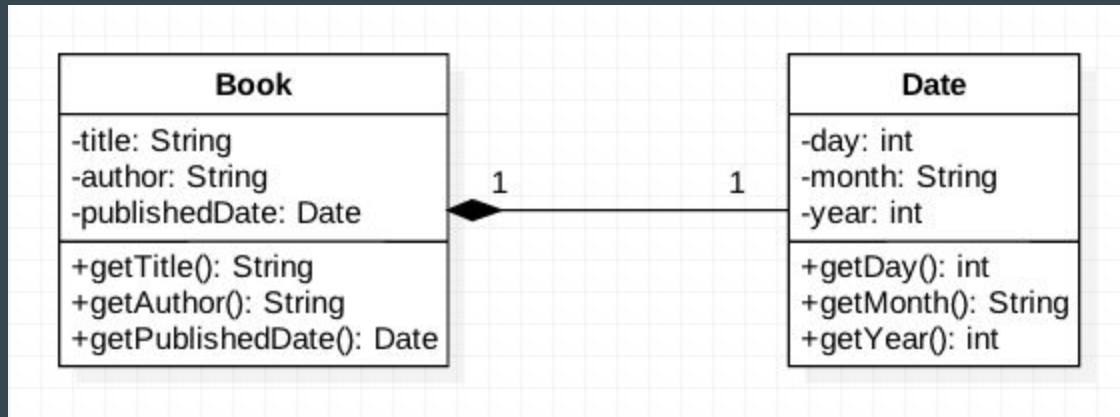 Book
-title: String
-author: String
-publishedDate: Date
+getTitle(): String
+getAuthor(): String
+getPublishedDate(): Date
1
1
Date
-day: int
-month: String
-year: int
+getDay(): int
+getMonth(): String
+getYear(): int